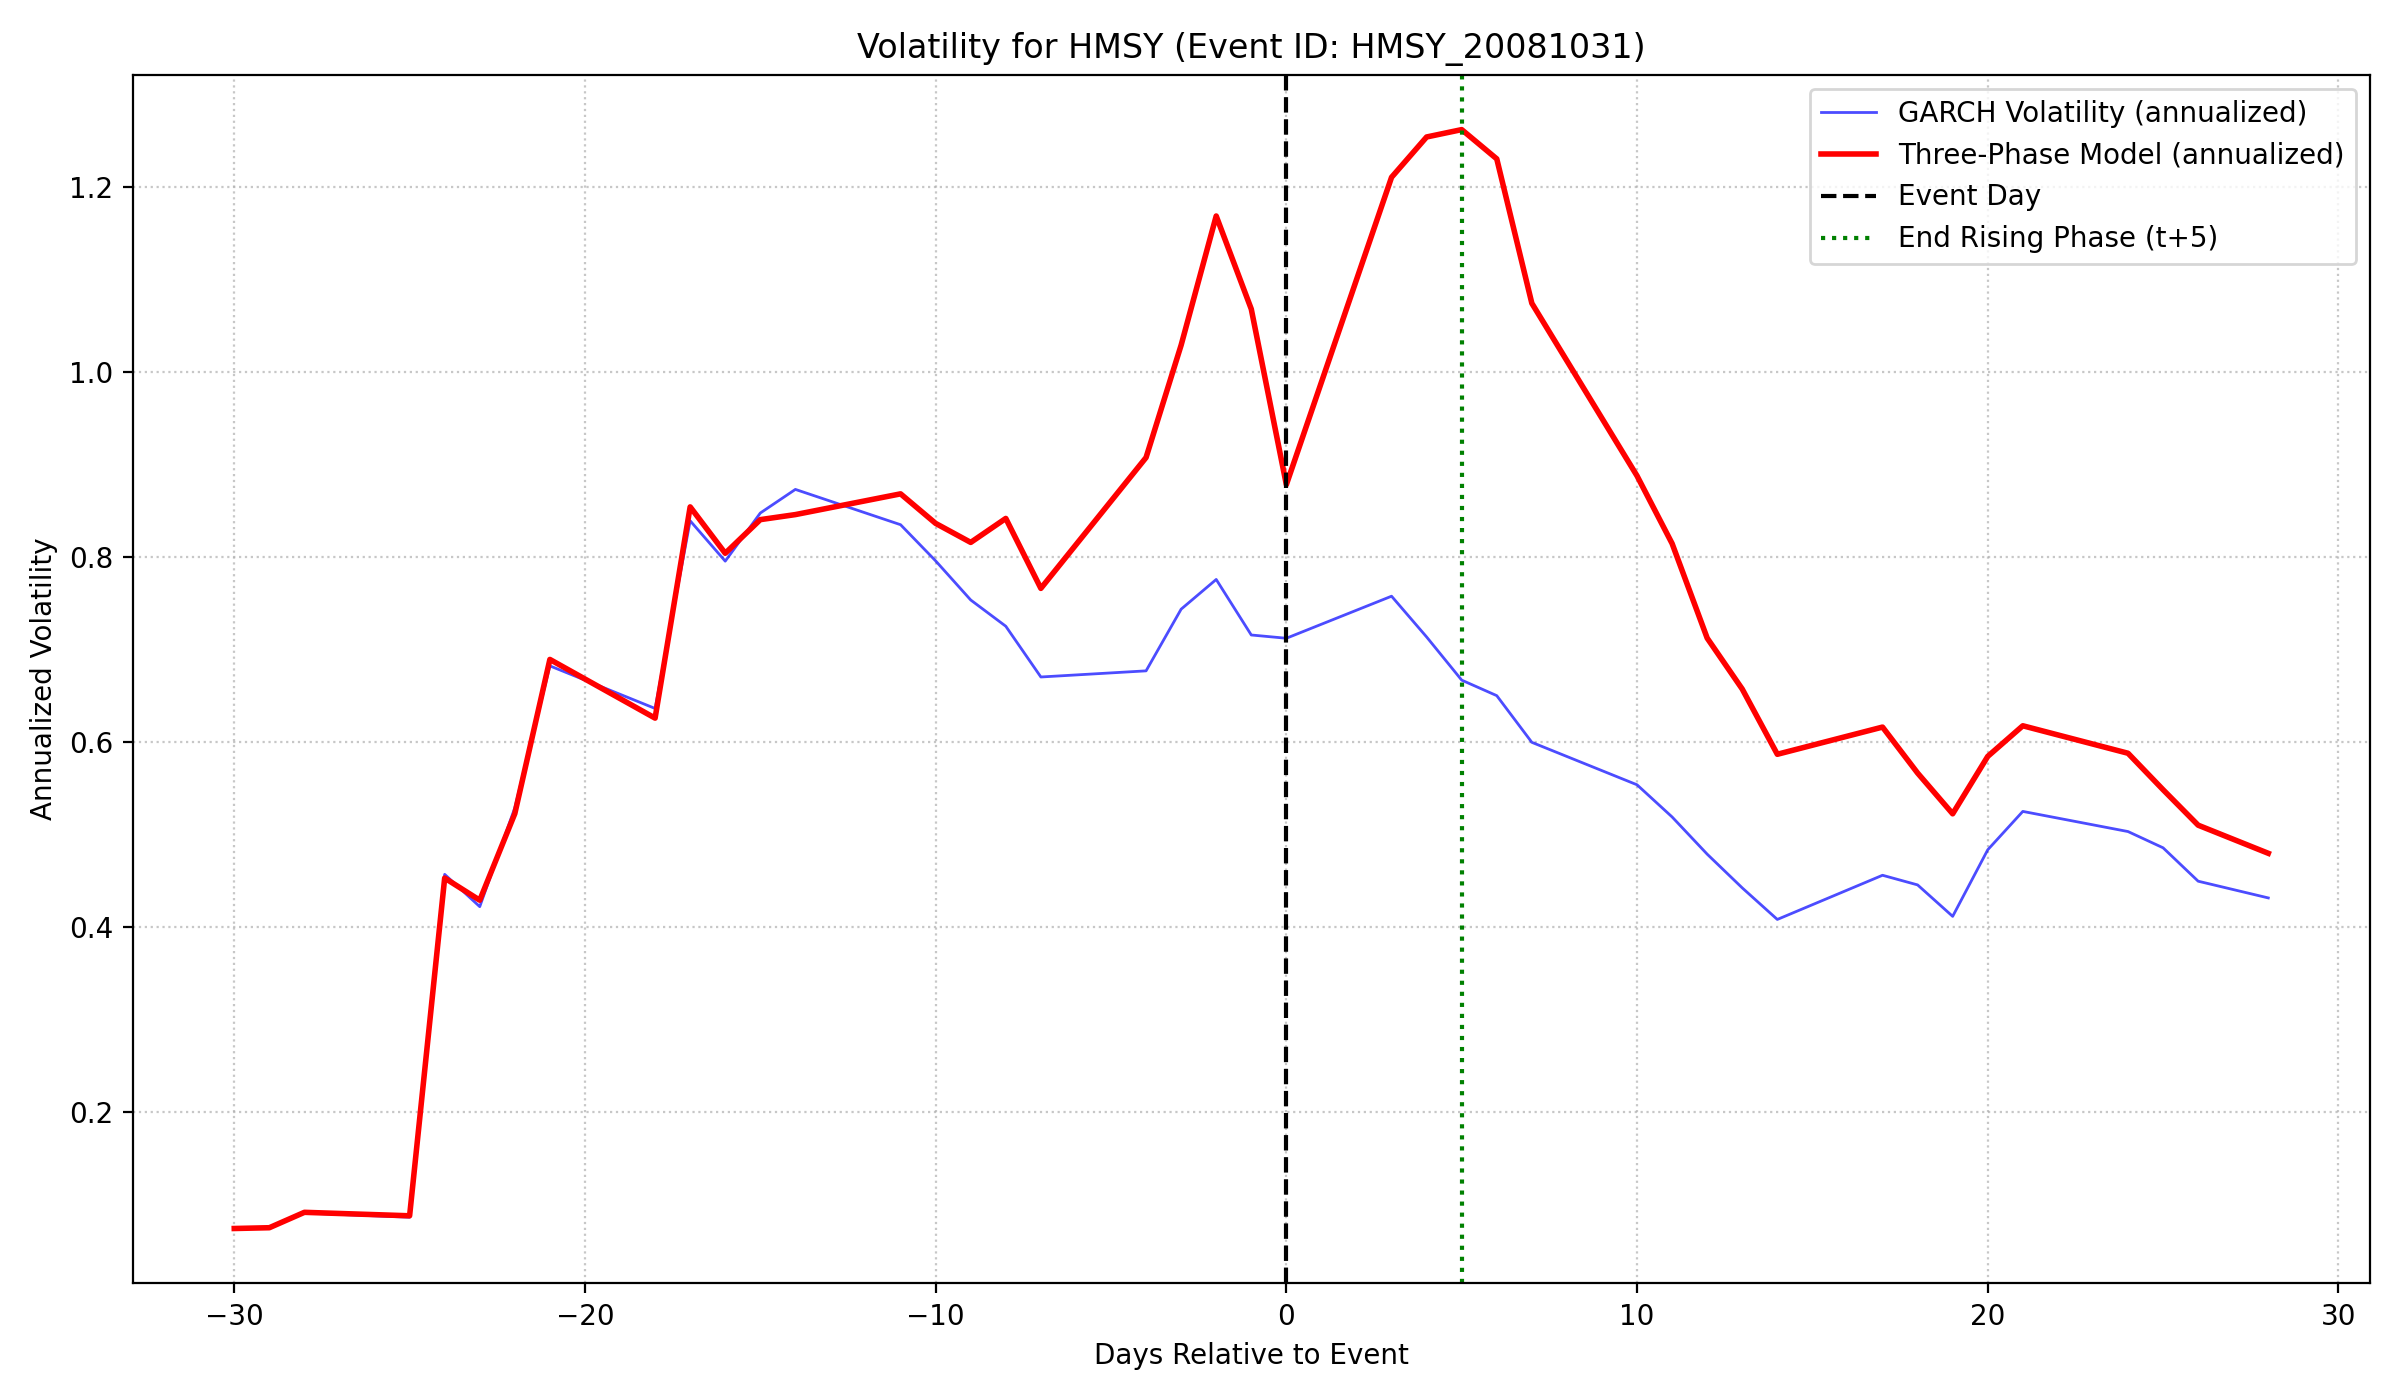 Volatility for HMSY (Event ID: HMSY_20081031)
GARCH Volatility (annualized)
Three-Phase Model (annualized)
Event Day
End Rising Phase (t+5)
Annualized Volatility
1.2
1.0
0.8
0.6
0.4
0.2
−30
−20
−10
0
10
20
30
Days Relative to Event